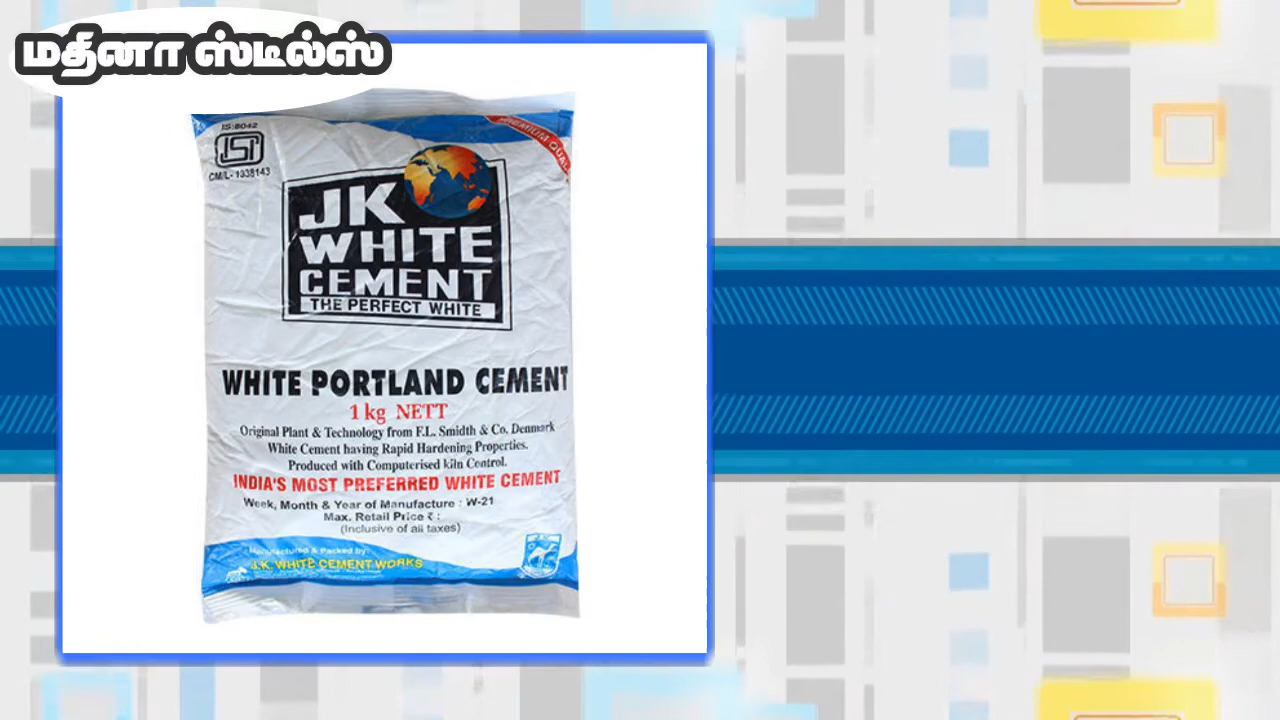 மதீனா ஸ்டீல்ஸ்
IS:8042
ISI
CM/L- 1938143
PREMIUM QUAL
JK
WHITE
CEMENT
THE PERFECT WHITE
WHITE PORTLAND CEMENT
1 kg NETT
Original Plant & Technology from F.L. Smidth & Co. Denmark
White Cement having Rapid Hardening Properties.
Produced with Computerised kiln Control.
INDIA'S MOST PREFERRED WHITE CEMENT
Week, Month & Year of Manufacture : W-21
Max. Retail Price ₹ :
(Inclusive of all taxes)
Manufactured & Packed by:
J.K. WHITE CEMENT WORKS